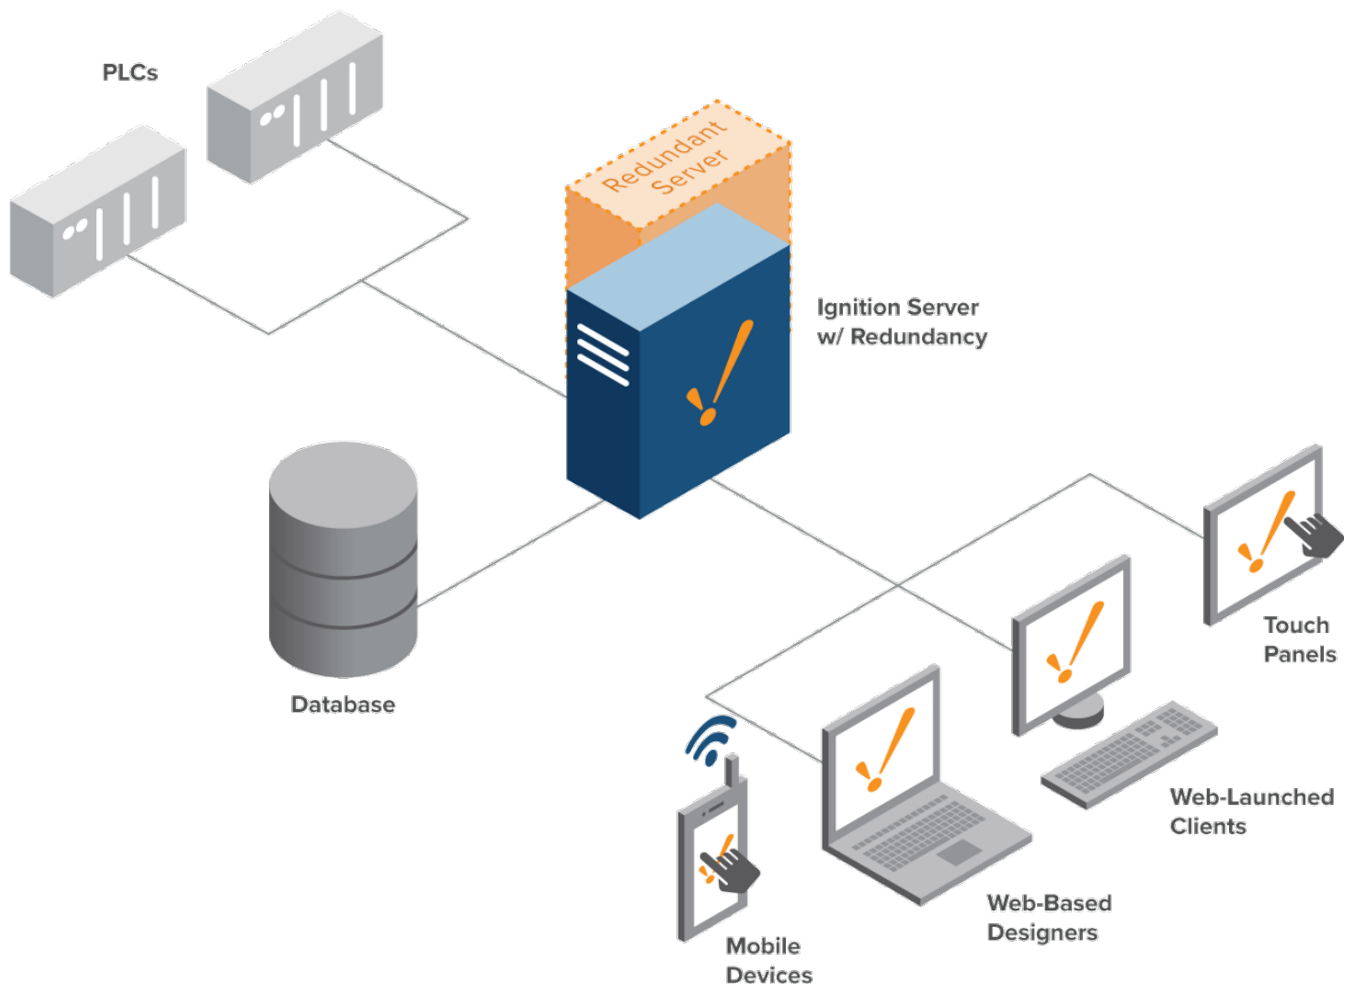 PLCs
Redundant
Server
Ignition Server
w/ Redundancy
Database
Touch
Panels
Web-Launched
Clients
Web-Based
Designers
Mobile
Devices